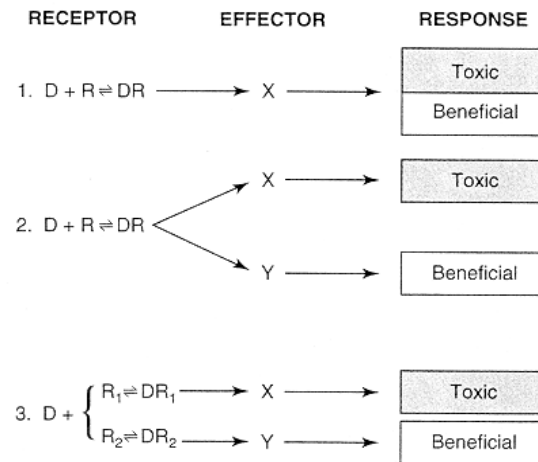 RECEPTOR EFFECTOR RESPONSE
Toxic
1. D + R ⇌ DR X
Beneficial
X Toxic
2. D + R ⇌ DR
Y Beneficial
R₁ ⇌ DR₁ X Toxic
3. D + {
R₂ ⇌ DR₂ Y Beneficial